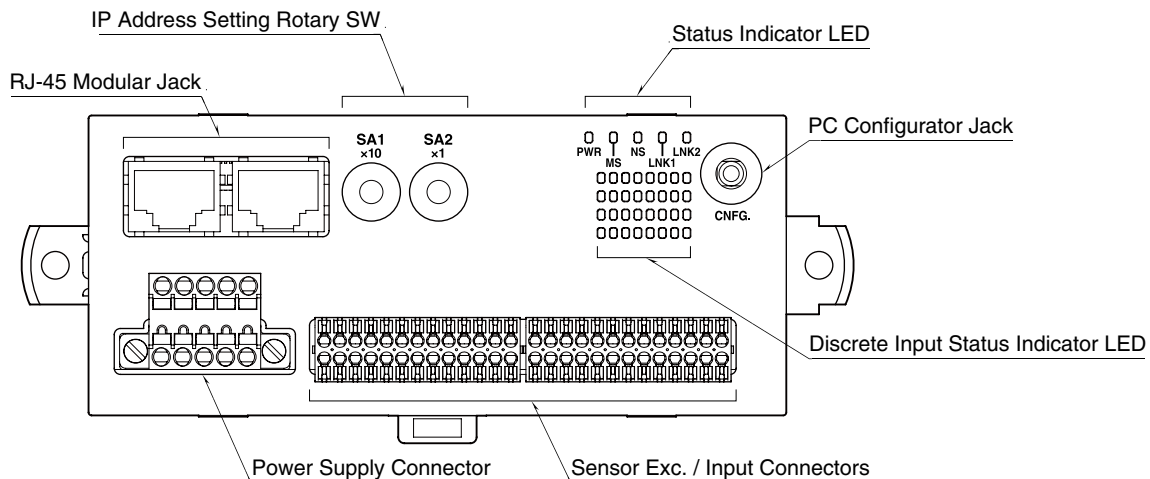 IP Address Setting Rotary SW
Status Indicator LED
RJ-45 Modular Jack
PC Configurator Jack
SA1
×10
SA2
×1
PWR
MS
NS
LNK1
LNK2
CNFG.
Discrete Input Status Indicator LED
Power Supply Connector
Sensor Exc. / Input Connectors